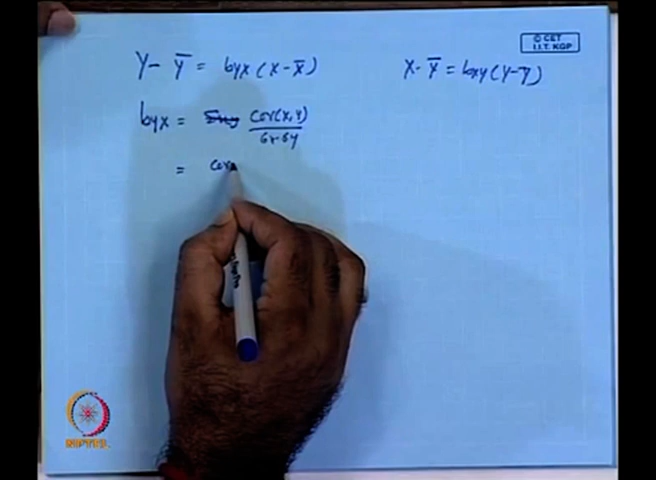 © CET
I.I.T. KGP
Y - Ȳ = byx (X - X̄)
X - Ȳ = bxy (Y - Ȳ)
byx = Cov(X,Y) / σx·σy
= Cov
NPTEL